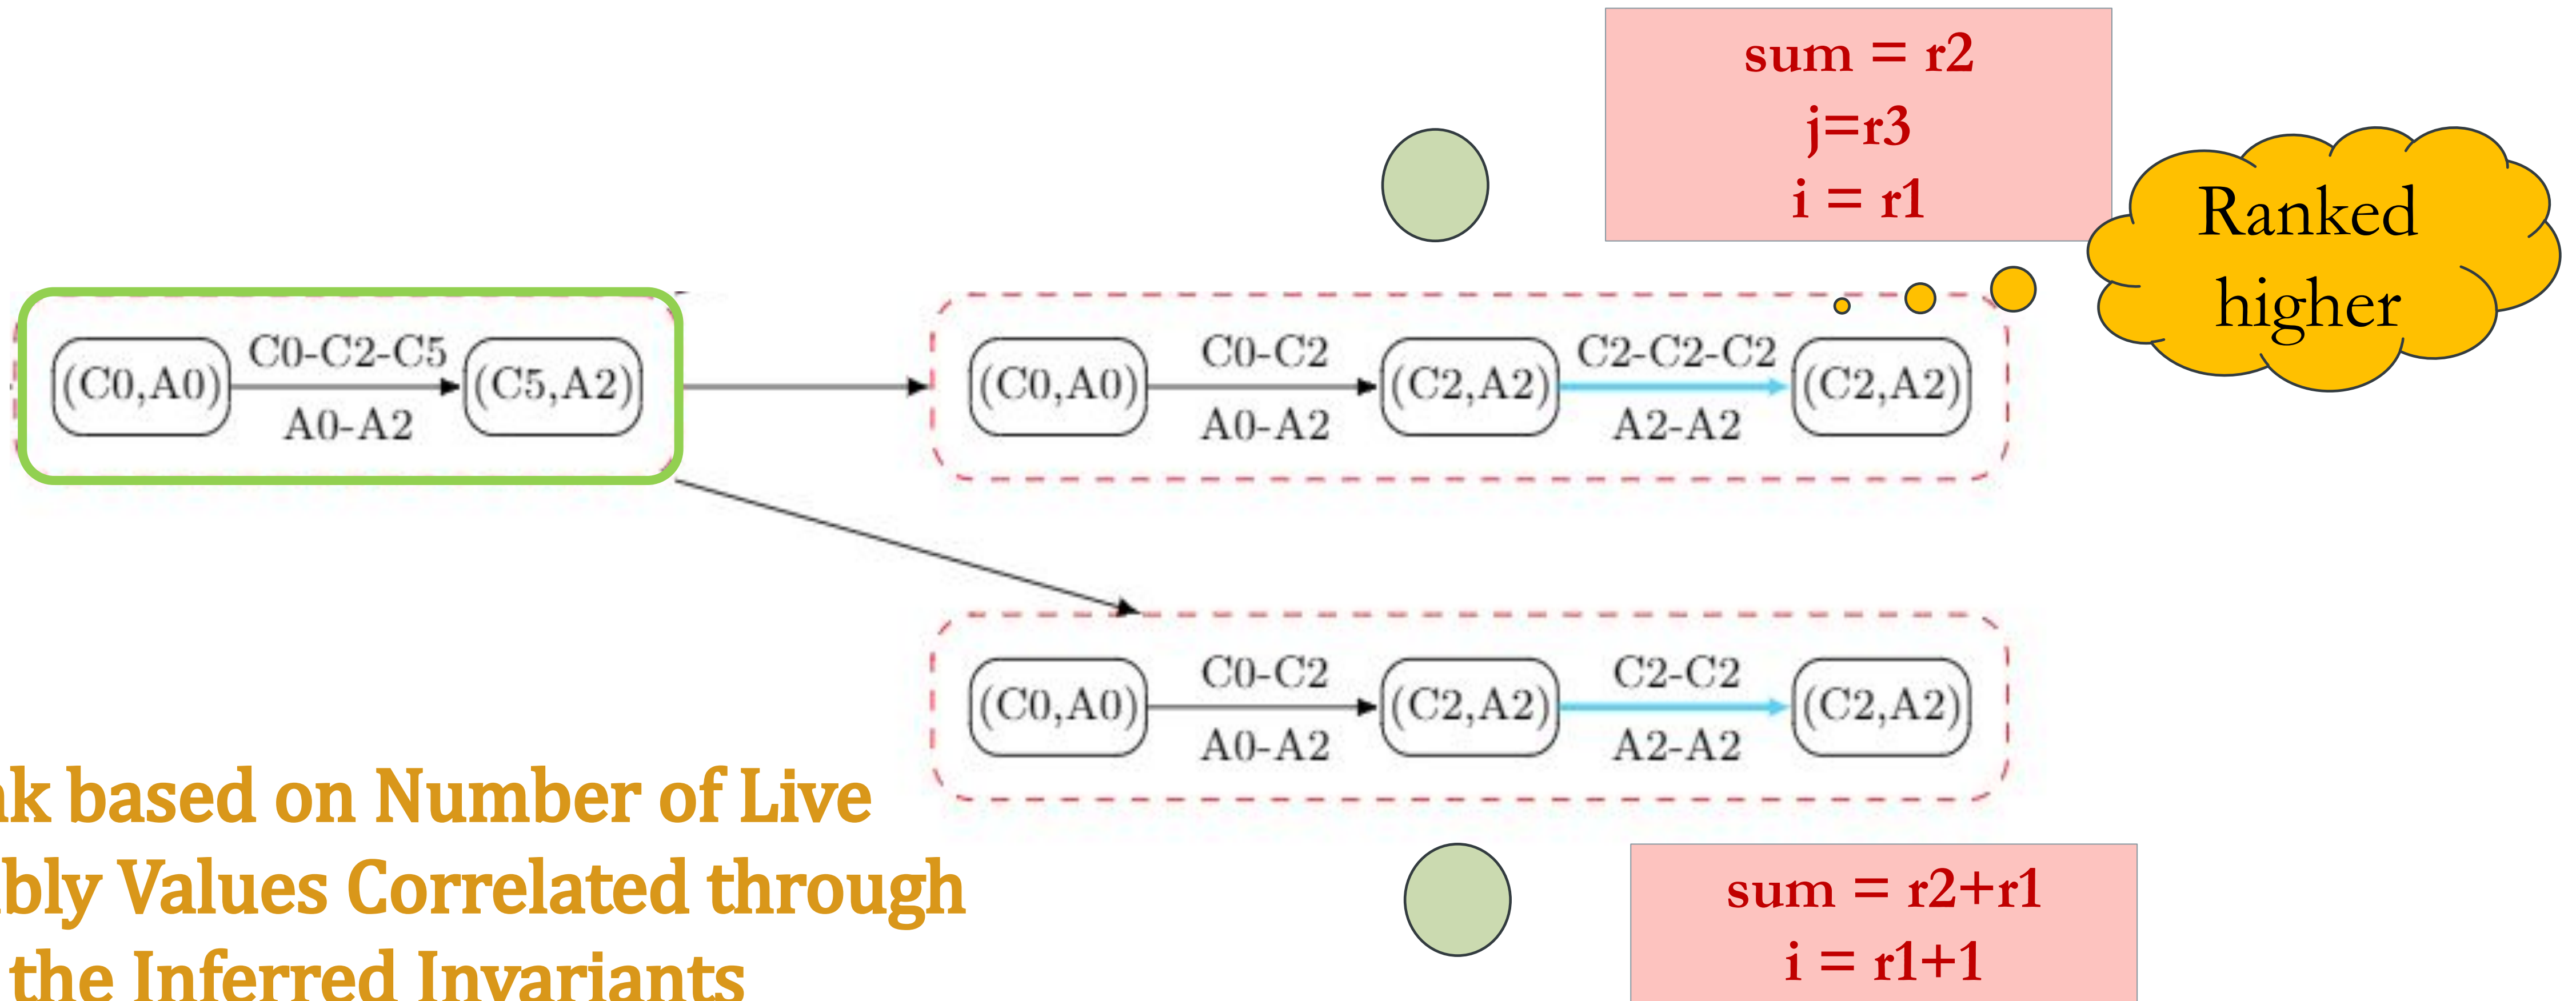 sum = r2
j=r3
i = r1
Ranked
higher
(C0,A0)
C0-C2-C5
A0-A2
(C5,A2)
(C0,A0)
C0-C2
A0-A2
(C2,A2)
C2-C2-C2
A2-A2
(C2,A2)
(C0,A0)
C0-C2
A0-A2
(C2,A2)
C2-C2
A2-A2
(C2,A2)
based on Number of Live
Values Correlated through
the Inferred Invariants
sum = r2+r1
i = r1+1